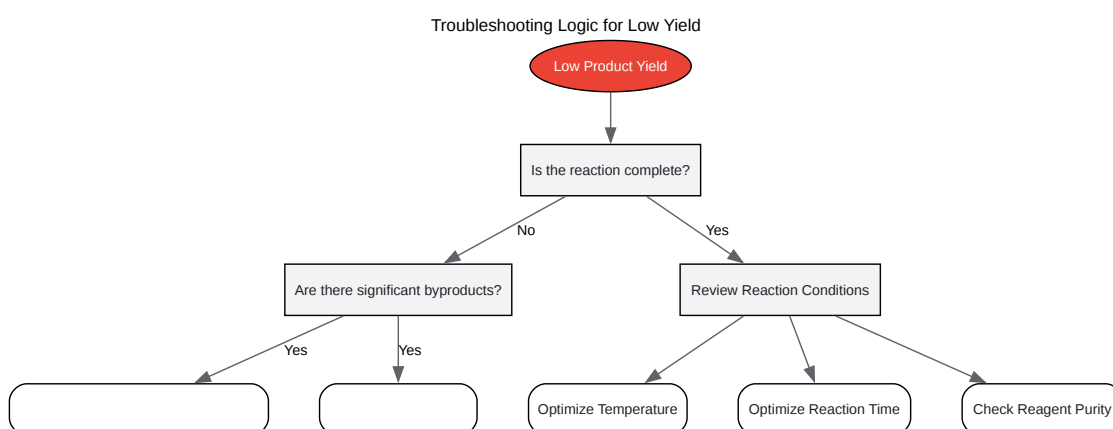 Troubleshooting Logic for Low Yield
Low Product Yield
Is the reaction complete?
No
Yes
Are there significant byproducts?
Review Reaction Conditions
Yes
Yes
Optimize Temperature
Optimize Reaction Time
Check Reagent Purity